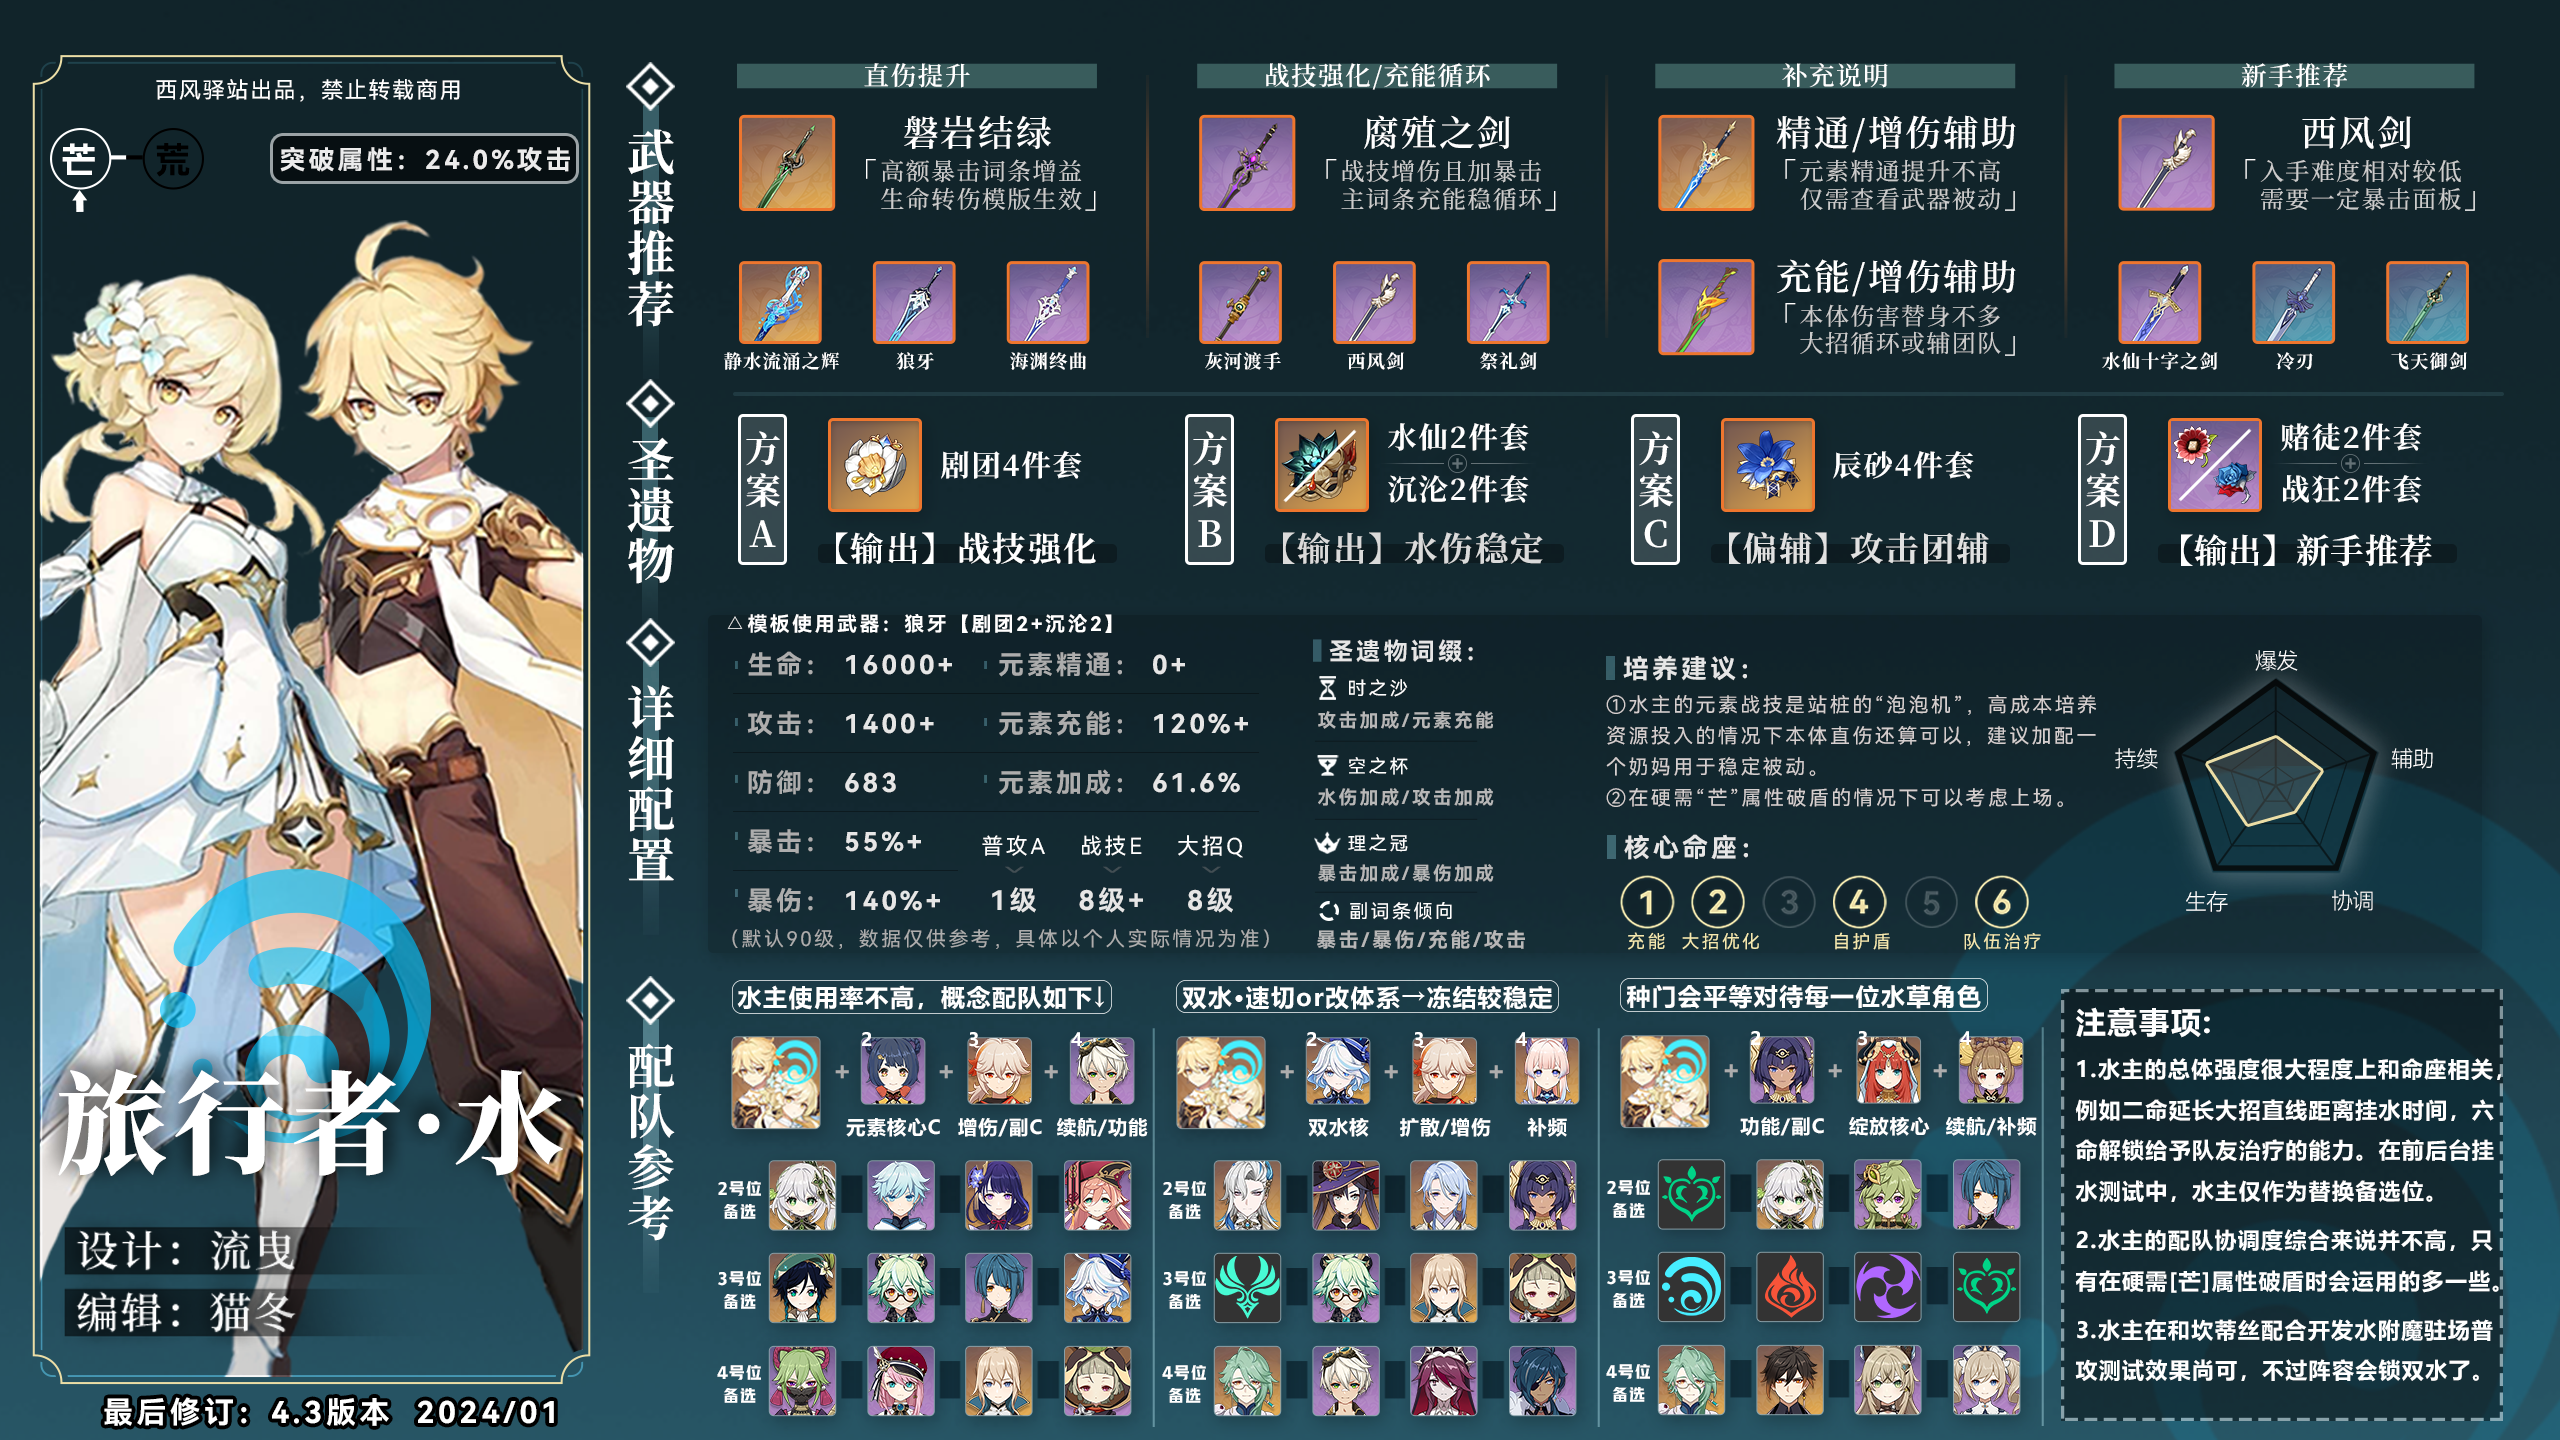 西风驿站出品，禁止转载商用
芒
荒
突破属性：24.0%攻击
旅行者·水
设计：流曳
编辑：猫冬
最后修订：4.3版本 2024/01
武器推荐
直伤提升
磐岩结绿
「高额暴击词条增益
生命转伤模版生效」
静水流涌之辉
狼牙
海渊终曲
战技强化/充能循环
腐殖之剑
「战技增伤且加暴击
主词条充能稳循环」
灰河渡手
西风剑
祭礼剑
补充说明
精通/增伤辅助
「元素精通提升不高
仅需查看武器被动」
充能/增伤辅助
「本体伤害替身不多
大招循环或辅团队」
新手推荐
西风剑
「入手难度相对较低
需要一定暴击面板」
水仙十字之剑
冷刃
飞天御剑
圣遗物
方案A
剧团4件套
【输出】战技强化
方案B
水仙2件套
沉沦2件套
【输出】水伤稳定
方案C
辰砂4件套
【偏辅】攻击团辅
方案D
赌徒2件套
战狂2件套
【输出】新手推荐
详细配置
△模板使用武器：狼牙【剧团2+沉沦2】
生命： 16000+
元素精通： 0+
攻击： 1400+
元素充能： 120%+
防御： 683
元素加成： 61.6%
暴击： 55%+
暴伤： 140%+
普攻A 战技E 大招Q
1级 8级+ 8级
（默认90级，数据仅供参考，具体以个人实际情况为准）
圣遗物词缀：
时之沙
攻击加成/元素充能
空之杯
水伤加成/攻击加成
理之冠
暴击加成/暴伤加成
副词条倾向
暴击/暴伤/充能/攻击
培养建议：
①水主的元素战技是站桩的“泡泡机”，高成本培养
资源投入的情况下本体直伤还算可以，建议加配一
个奶妈用于稳定被动。
②在硬需“芒”属性破盾的情况下可以考虑上场。
核心命座：
1 2 3 4 5 6
充能 大招优化 自护盾 队伍治疗
爆发
辅助
协调
生存
持续
配队参考
水主使用率不高，概念配队如下↓
+ 2 + 3 + 4
元素核心C 增伤/副C 续航/功能
2号位
备选
3号位
备选
4号位
备选
双水·速切or改体系→冻结较稳定
+ 2 + 3 + 4
双水核 扩散/增伤 补频
2号位
备选
3号位
备选
4号位
备选
种门会平等对待每一位水草角色
+ 2 + 3 + 4
功能/副C 绽放核心 续航/补频
2号位
备选
3号位
备选
4号位
备选
注意事项:
1.水主的总体强度很大程度上和命座相关,
例如二命延长大招直线距离挂水时间，六
命解锁给予队友治疗的能力。在前后台挂
水测试中，水主仅作为替换备选位。
2.水主的配队协调度综合来说并不高，只
有在硬需[芒]属性破盾时会运用的多一些。
3.水主在和坎蒂丝配合开发水附魔驻场普
攻测试效果尚可，不过阵容会锁双水了。